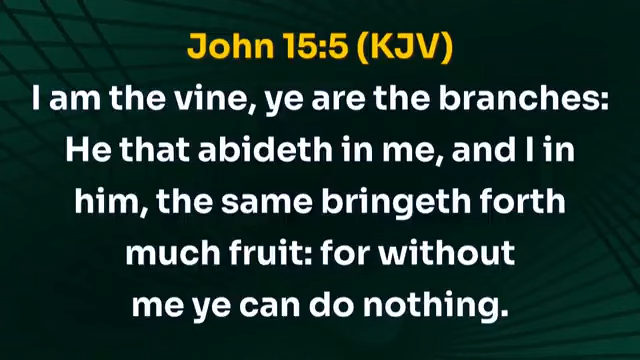 John 15:5 (KJV)
I am the vine, ye are the branches:
He that abideth in me, and I in
him, the same bringeth forth
much fruit: for without
me ye can do nothing.